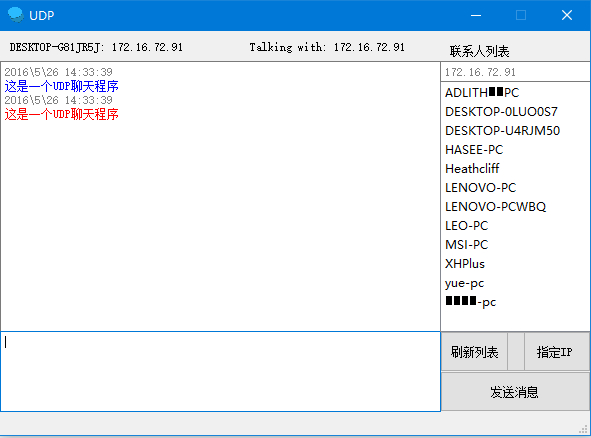 UDP
DESKTOP-G81JR5J: 172.16.72.91
Talking with: 172.16.72.91
联系人列表
2016\5\26 14:33:39
这是一个UDP聊天程序
2016\5\26 14:33:39
这是一个UDP聊天程序
172.16.72.91
ADLITH▮▮PC
DESKTOP-0LUO0S7
DESKTOP-U4RJM50
HASEE-PC
Heathcliff
LENOVO-PC
LENOVO-PCWBQ
LEO-PC
MSI-PC
XHPlus
yue-pc
▮▮▮▮-pc
刷新列表
指定IP
发送消息